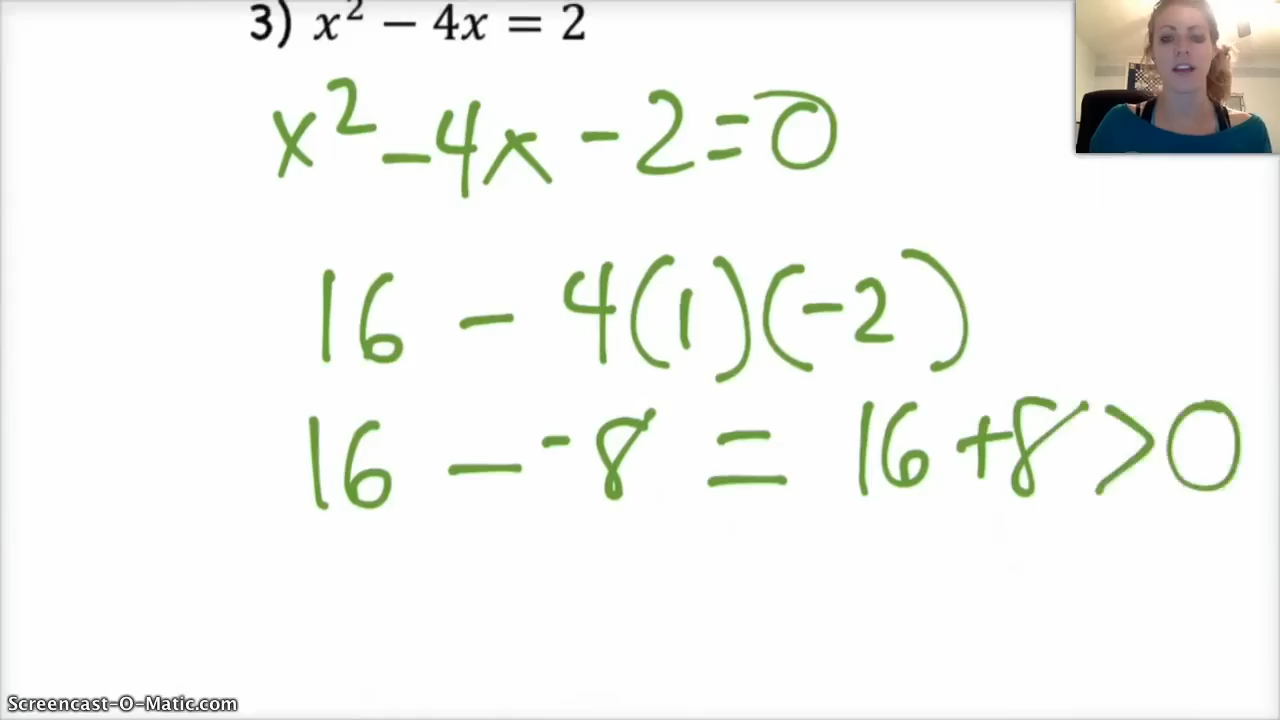 3) x² − 4x = 2
x² - 4x - 2 = 0
16 - 4(1)(-2)
16 - -8 = 16 + 8 > 0
Screencast-O-Matic.com